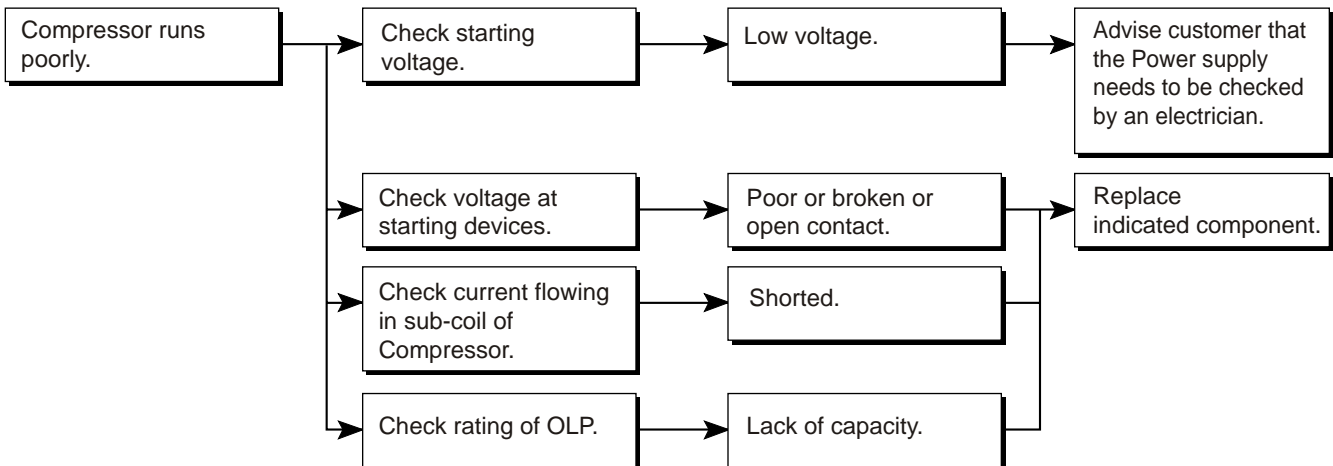 Compressor runs
poorly.
Check starting
voltage.
Low voltage.
Advise customer that
the Power supply
needs to be checked
by an electrician.
Check voltage at
starting devices.
Poor or broken or
open contact.
Replace
indicated component.
Check current flowing
in sub-coil of
Compressor.
Shorted.
Check rating of OLP.
Lack of capacity.